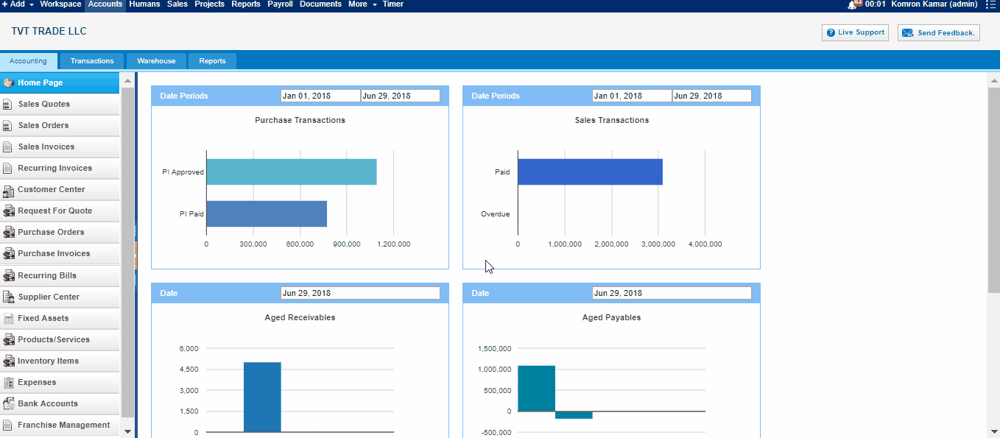 + Add Workspace Accounts Humans Sales Projects Reports Payroll Documents More Timer 83 00:01 Komron Kamar (admin)
TVT TRADE LLC
? Live Support Send Feedback.
Accounting Transactions Warehouse Reports
Home Page
Sales Quotes
Sales Orders
Sales Invoices
Recurring Invoices
Customer Center
Request For Quote
Purchase Orders
Purchase Invoices
Recurring Bills
Supplier Center
Fixed Assets
Products/Services
Inventory Items
Expenses
Bank Accounts
Franchise Management
Date Periods Jan 01, 2018 Jun 29, 2018
Purchase Transactions
PI Approved
PI Paid
0 300,000 600,000 900,000 1,200,000
Date Periods Jan 01, 2018 Jun 29, 2018
Sales Transactions
Paid
Overdue
0 1,000,000 2,000,000 3,000,000 4,000,000
Date Jun 29, 2018
Aged Receivables
6,000
4,500
3,000
1,500
0
Date Jun 29, 2018
Aged Payables
1,500,000
1,000,000
500,000
0
-500,000